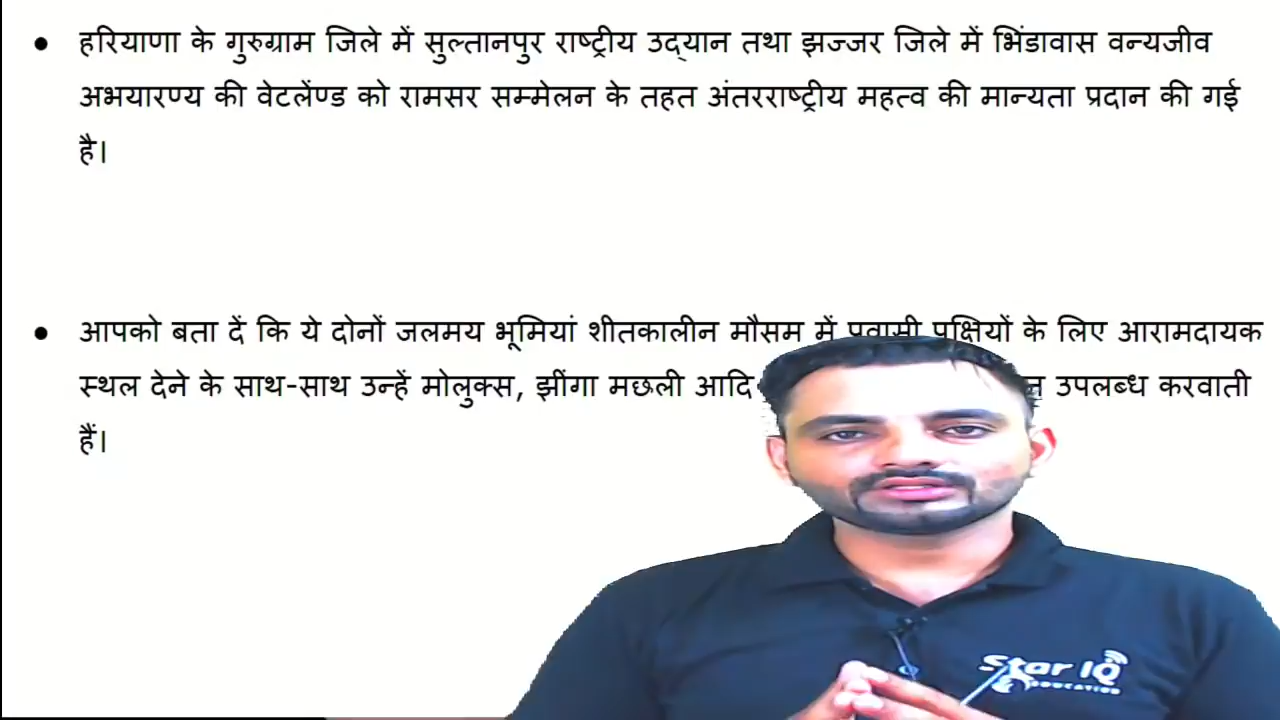 ● हरियाणा के गुरुग्राम जिले में सुल्तानपुर राष्ट्रीय उद्यान तथा झज्जर जिले में भिंडावास वन्यजीव
अभयारण्य की वेटलेंण्ड को रामसर सम्मेलन के तहत अंतरराष्ट्रीय महत्व की मान्यता प्रदान की गई
है।
● आपको बता दें कि ये दोनों जलमय भूमियां शीतकालीन मौसम में प्रवासी पक्षियों के लिए आरामदायक
स्थल देने के साथ-साथ उन्हें मोलुक्स, झींगा मछली आदि उपलब्ध करवाती
हैं।
Star IQ
EDUCATION